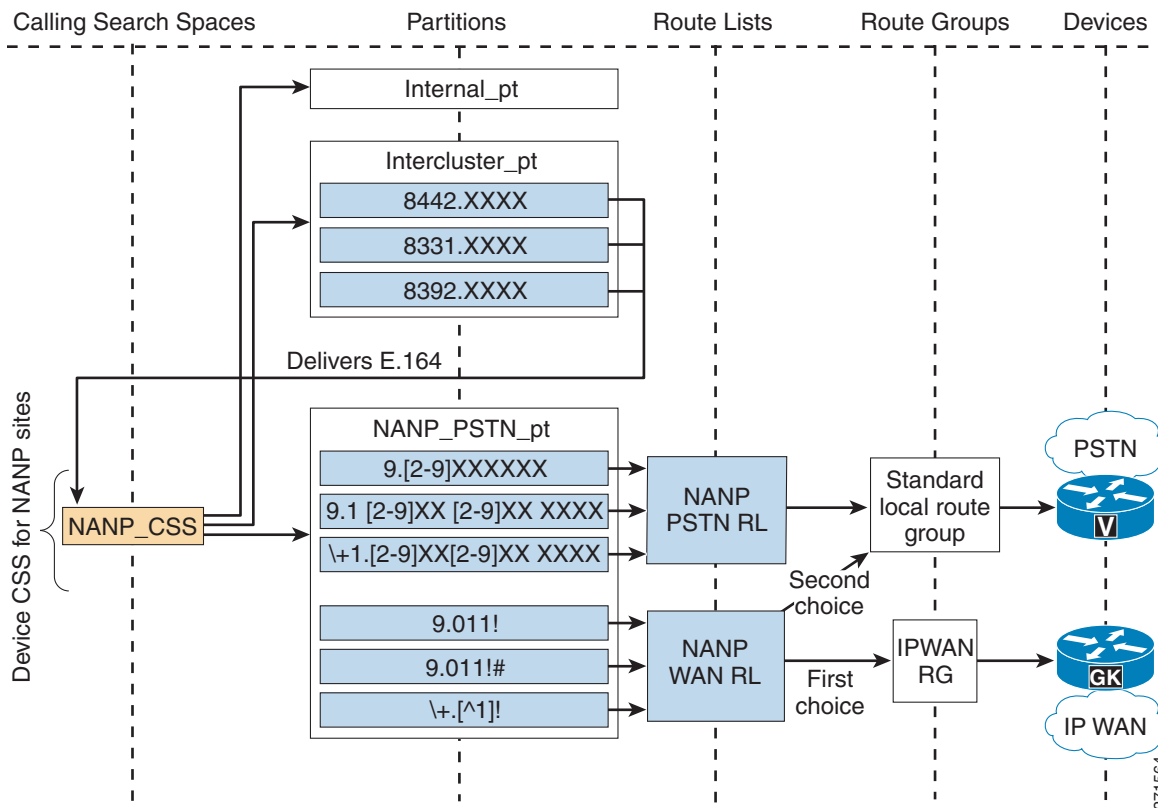 Calling Search Spaces
Partitions
Route Lists
Route Groups
Devices
Internal_pt
Intercluster_pt
8442.XXXX
8331.XXXX
8392.XXXX
Delivers E.164
Device CSS for NANP sites
NANP_CSS
NANP_PSTN_pt
9.[2-9]XXXXXX
9.1 [2-9]XX [2-9]XX XXXX
\+1.[2-9]XX[2-9]XX XXXX
9.011!
9.011!#
\+.[^1]!
NANP
PSTN RL
NANP
WAN RL
Second
choice
First
choice
Standard
local route
group
IPWAN
RG
PSTN
V
GK
IP WAN
271564